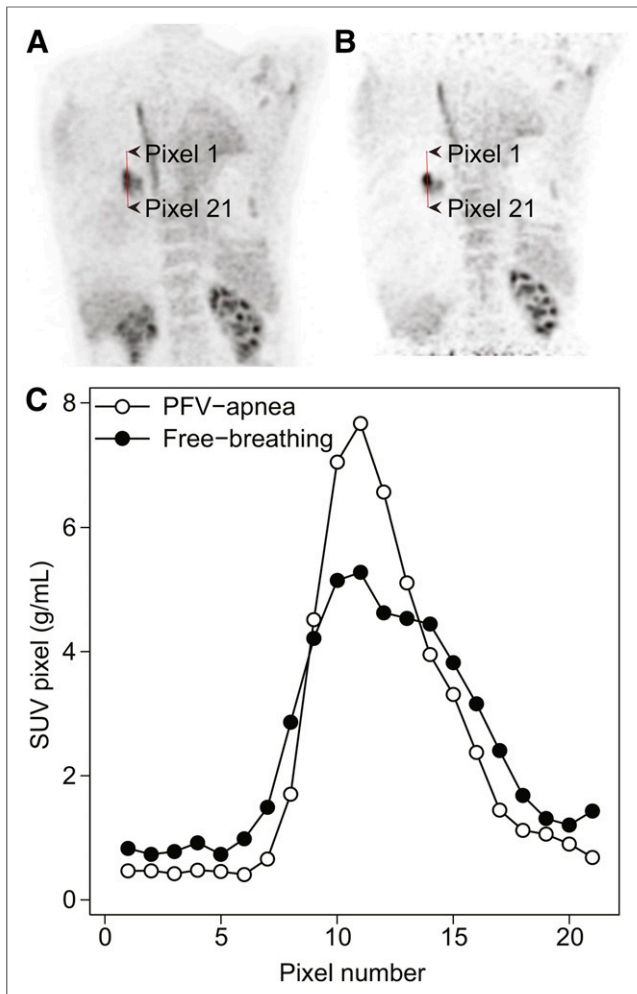 A
B
Pixel 1
Pixel 21
Pixel 1
Pixel 21
C
PFV−apnea
Free−breathing
8
6
4
2
0
SUV pixel (g/mL)
0 5 10 15 20
Pixel number